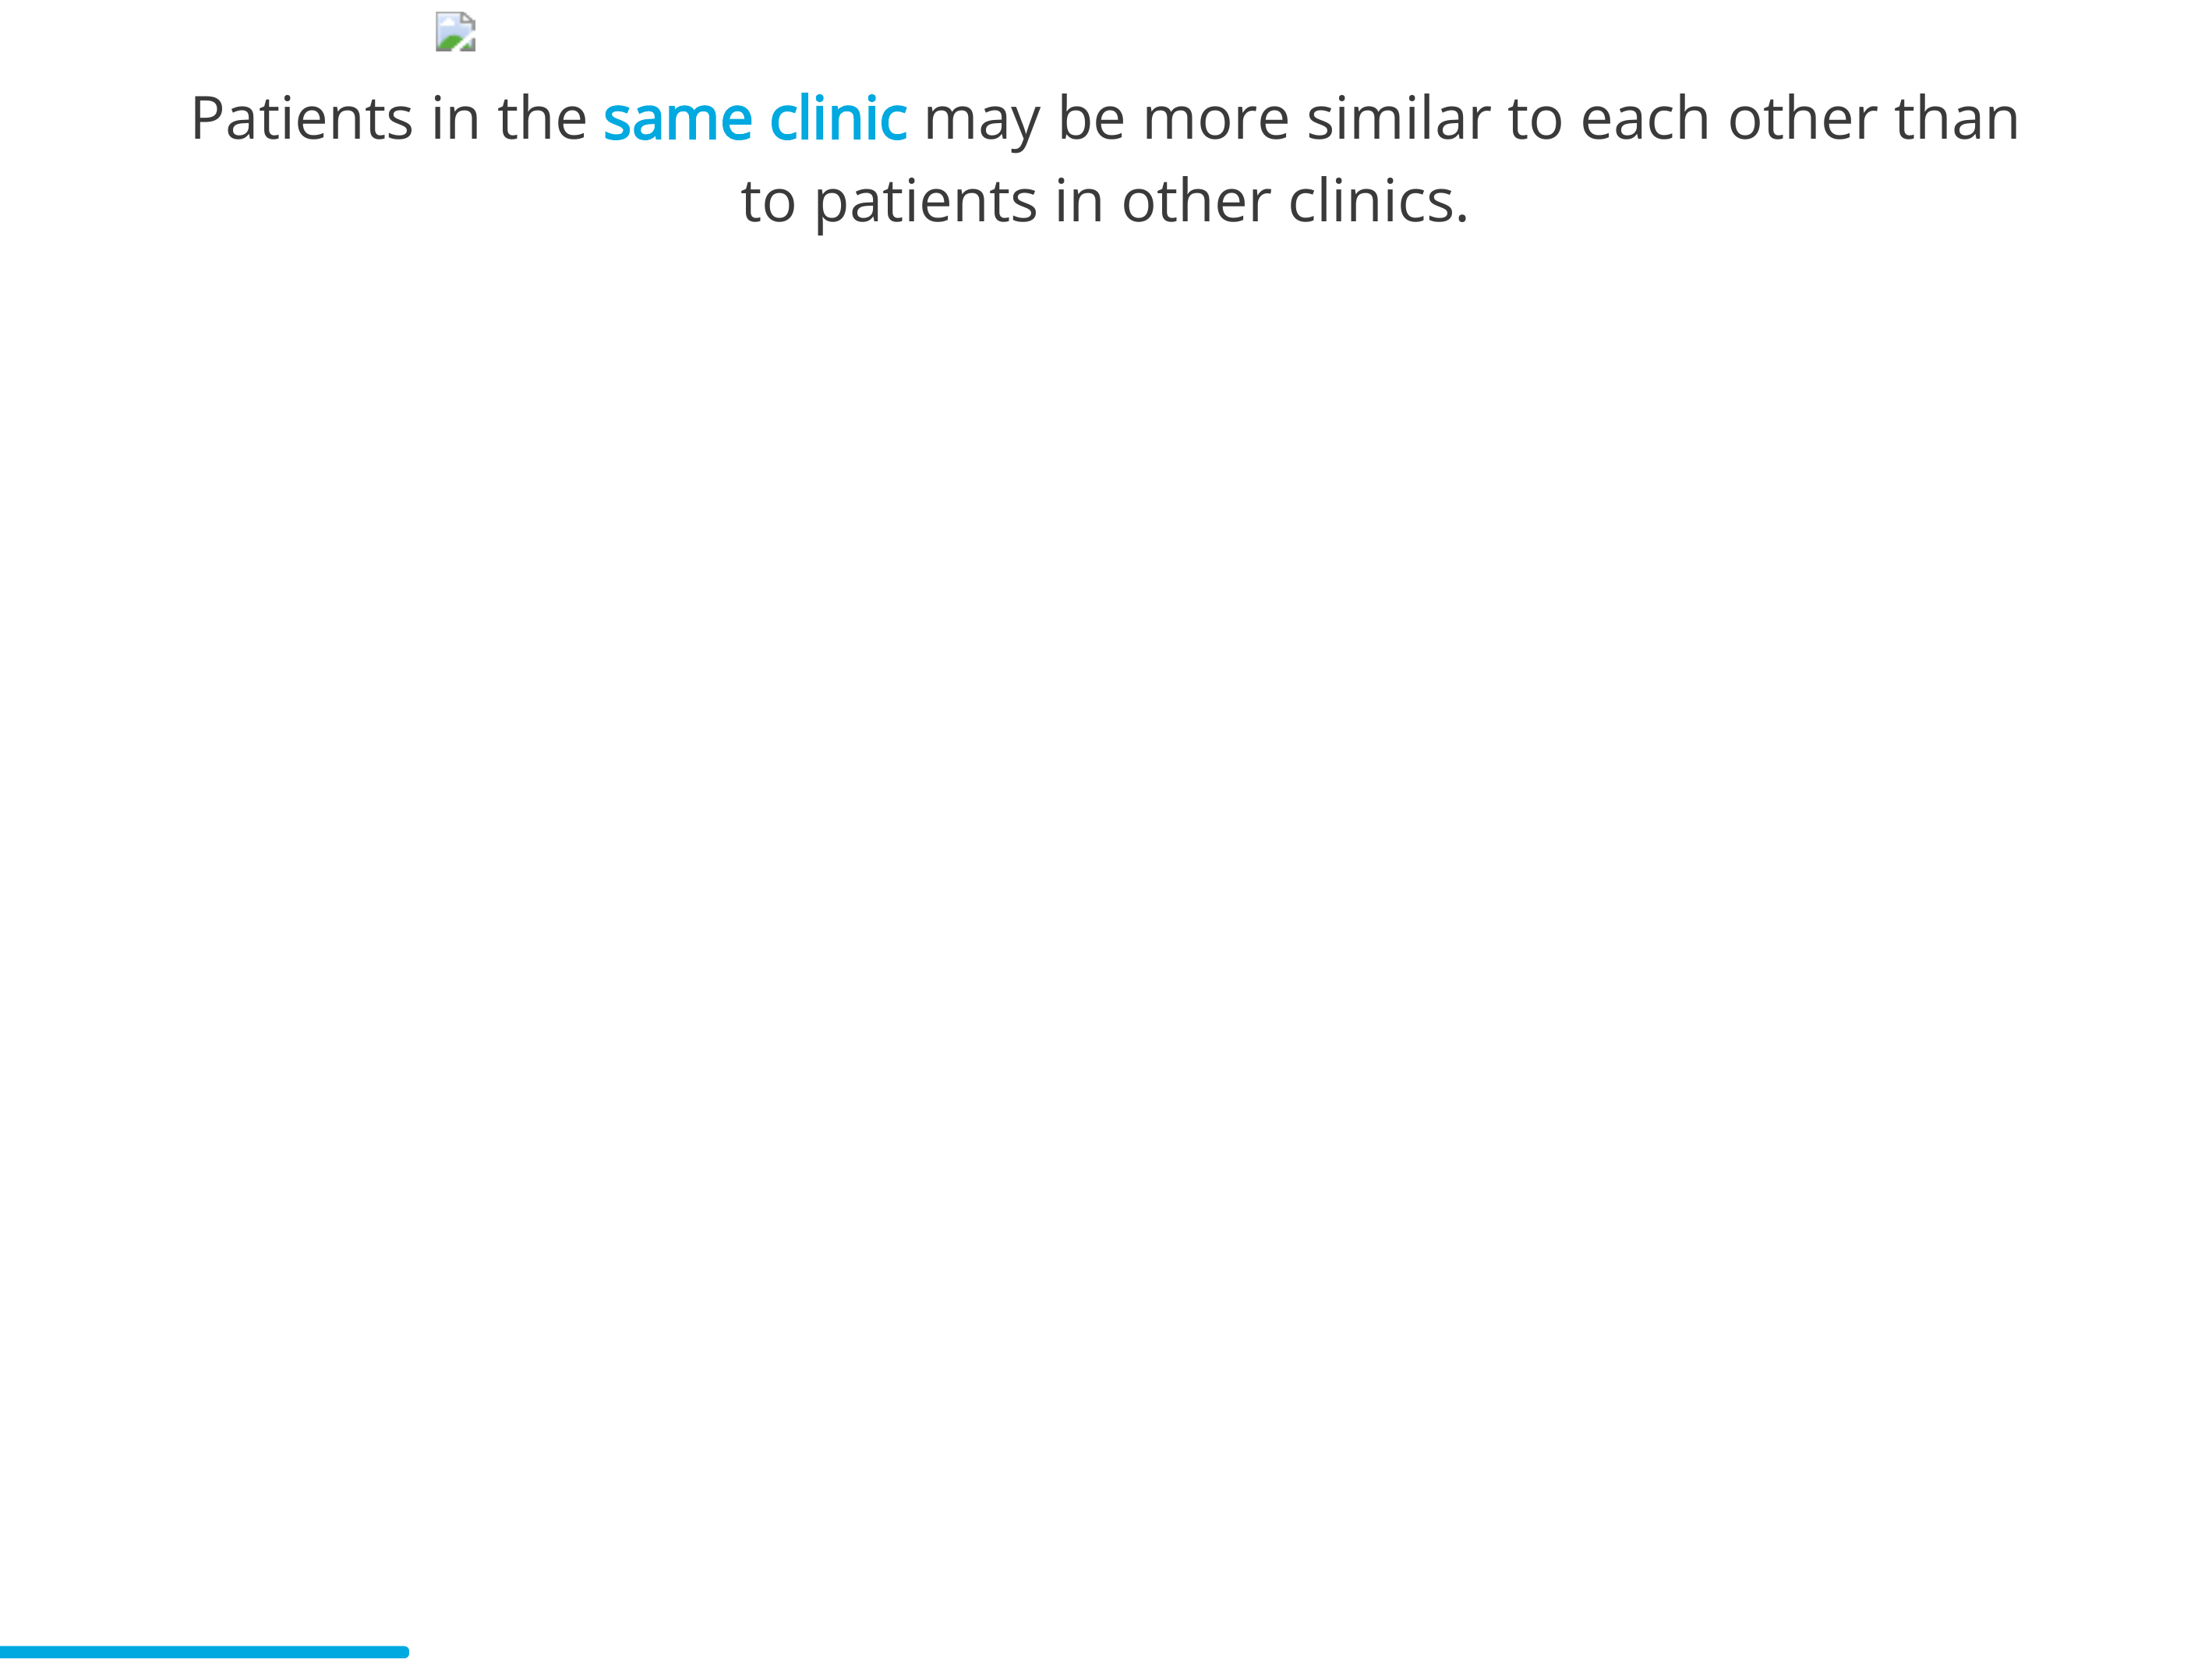 Patients in the same clinic may be more similar to each other than
to patients in other clinics.